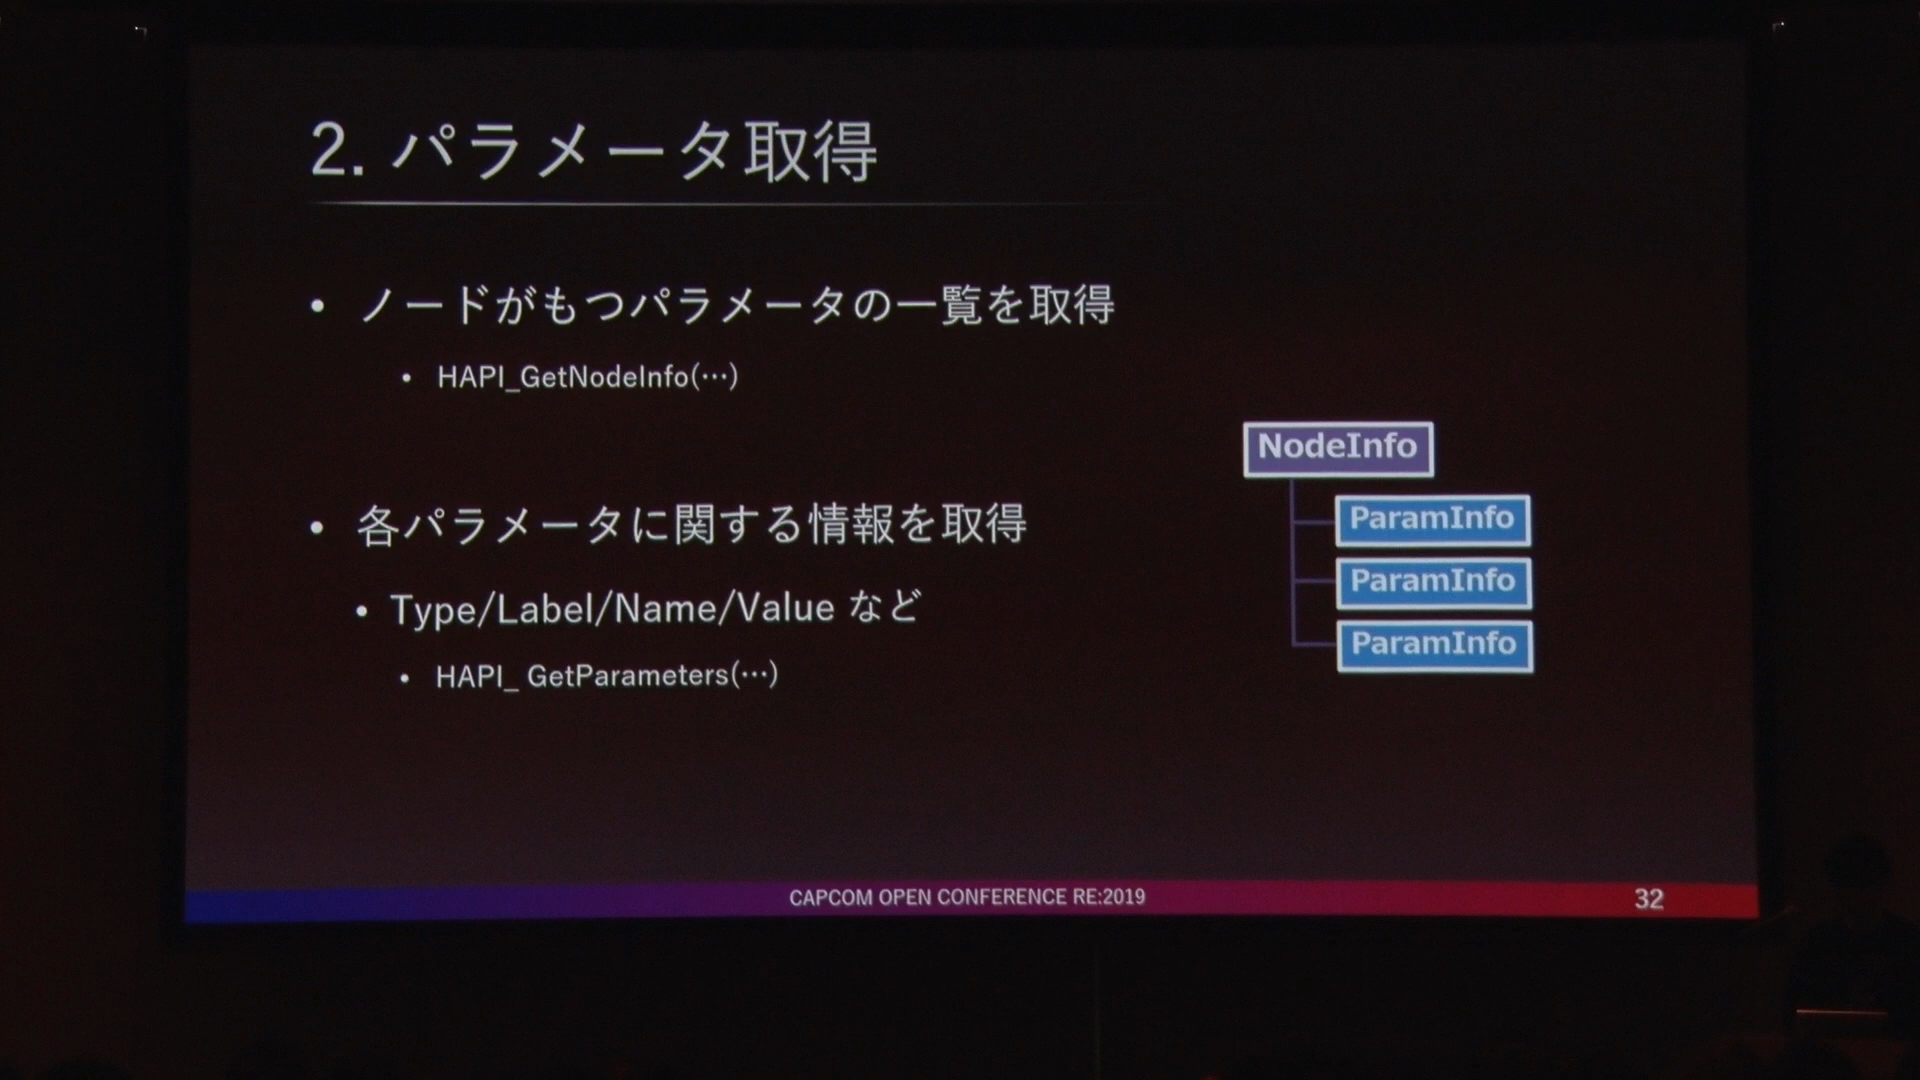 2. パラメータ取得
• ノードがもつパラメータの一覧を取得
• HAPI_GetNodeInfo(⋯)
• 各パラメータに関する情報を取得
• Type/Label/Name/Value など
• HAPI_ GetParameters(⋯)
NodeInfo
ParamInfo
ParamInfo
ParamInfo
CAPCOM OPEN CONFERENCE RE:2019
32